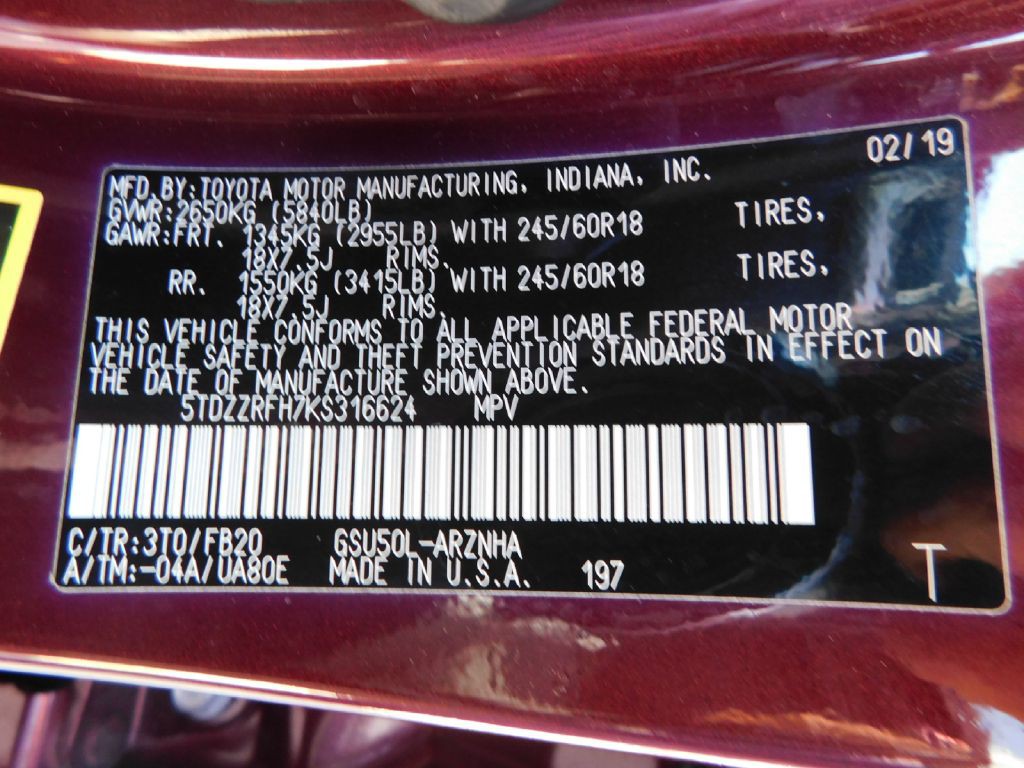 02/19
MFD. BY: TOYOTA MOTOR MANUFACTURING, INDIANA, INC.
GVWR: 2650KG (5840LB)
GAWR: FRT. 1345KG (2955LB) WITH 245/60R18 TIRES,
18X7.5J RIMS.
RR. 1550KG (3415LB) WITH 245/60R18 TIRES,
18X7.5J RIMS.
THIS VEHICLE CONFORMS TO ALL APPLICABLE FEDERAL MOTOR
VEHICLE SAFETY AND THEFT PREVENTION STANDARDS IN EFFECT ON
THE DATE OF MANUFACTURE SHOWN ABOVE.
5TDZZRFH7KS316624 MPV
C/TR: 3T0/FB20 GSU50L-ARZNHA
A/TM: -04A/UA80E MADE IN U.S.A. 197
T